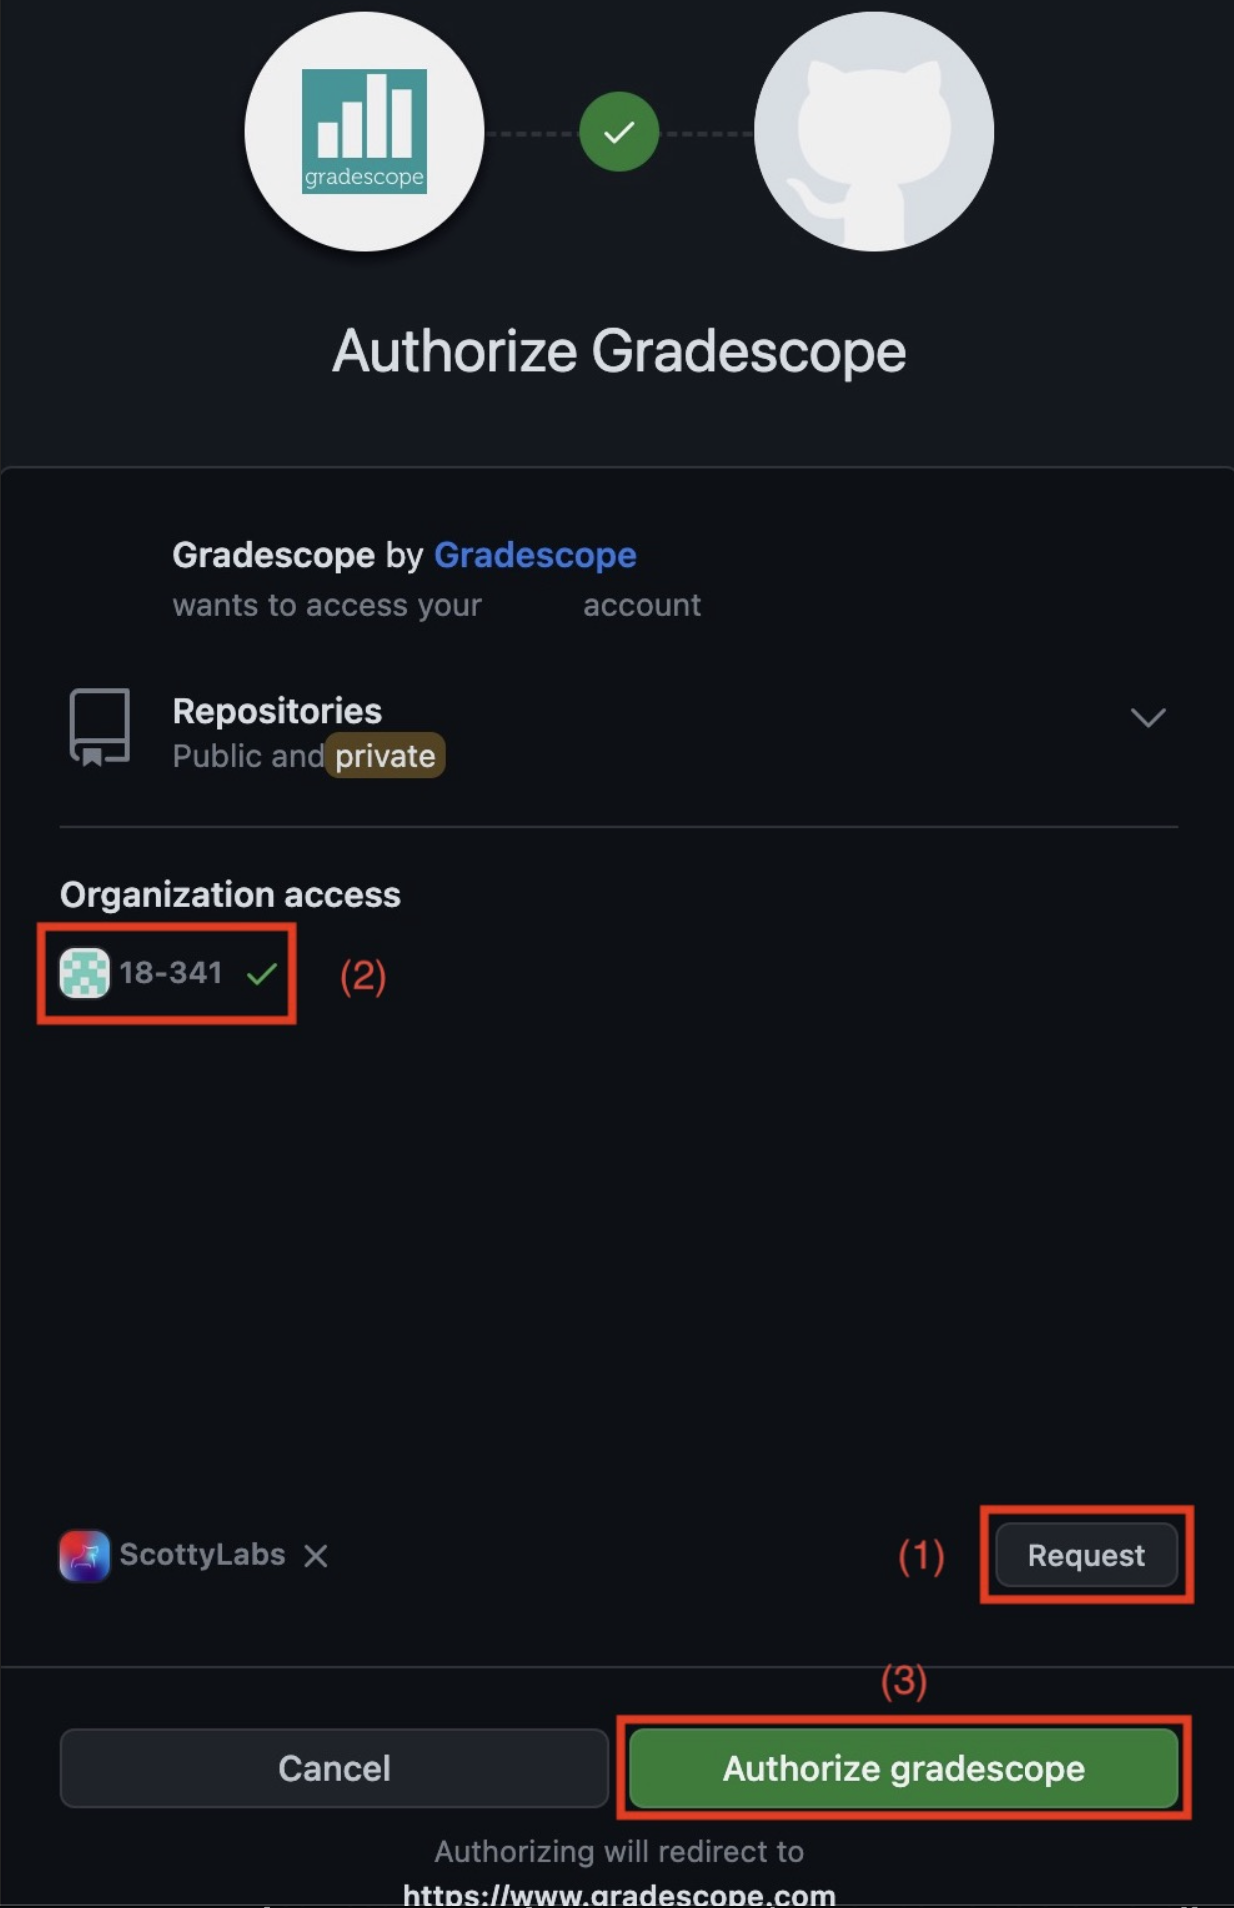 gradescope
Authorize Gradescope
Gradescope by Gradescope
wants to access your account
Repositories
Public and private
Organization access
18-341
(2)
ScottyLabs
(1)
Request
(3)
Cancel
Authorize gradescope
Authorizing will redirect to
https://www.gradescope.com